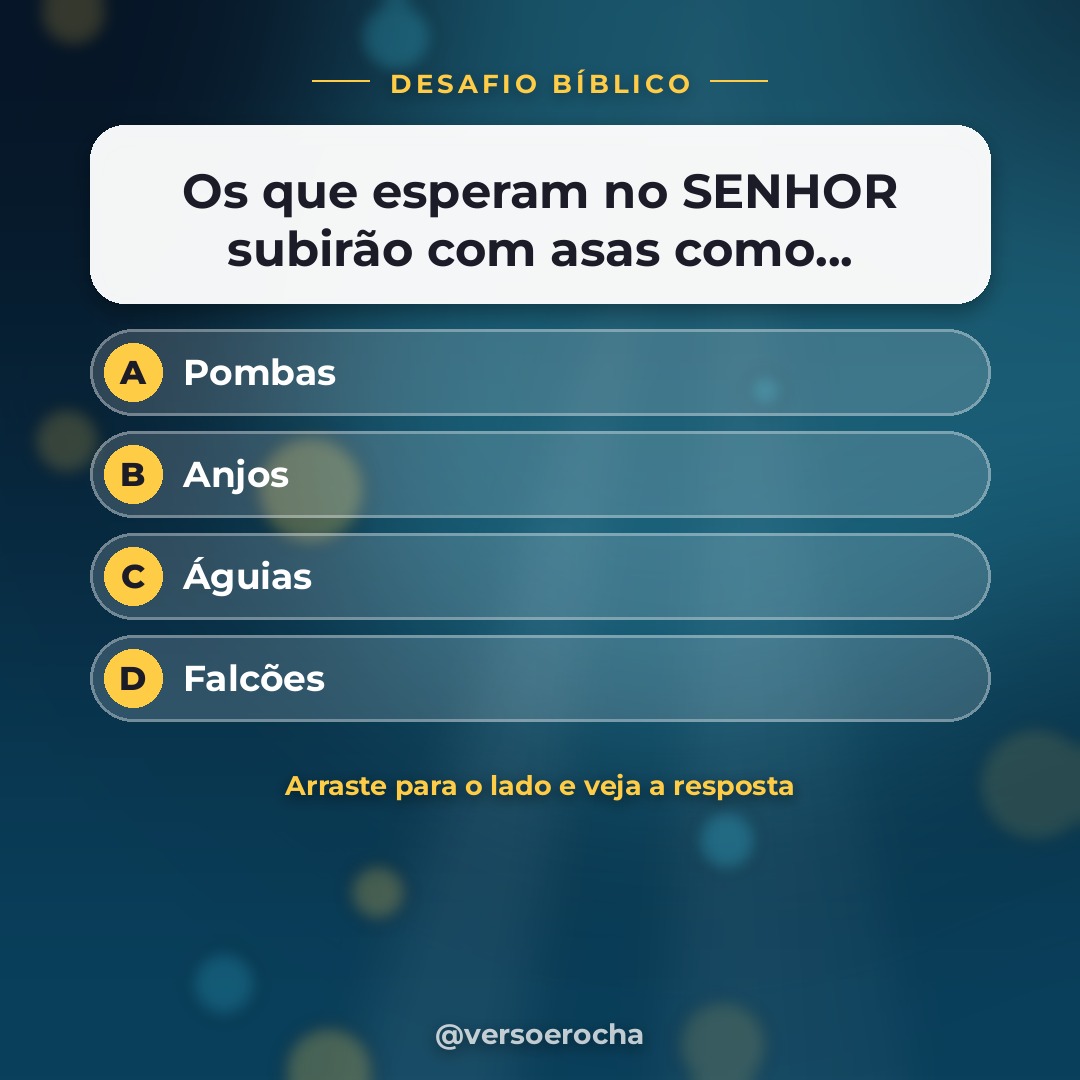 DESAFIO BÍBLICO
Os que esperam no SENHOR
subirão com asas como...
A Pombas
B Anjos
C Águias
D Falcões
Arraste para o lado e veja a resposta
@versoerocha